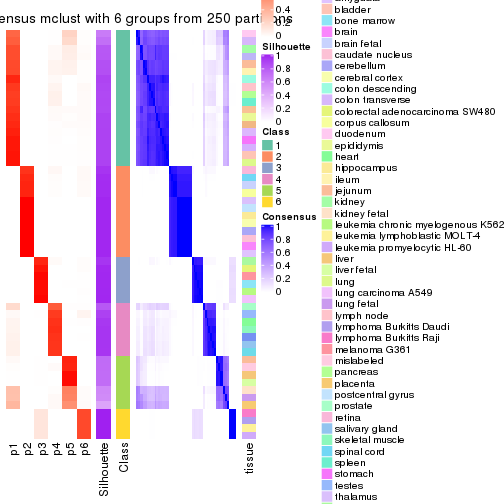 ensus mclust with 6 groups from 250 partitions
0.4
0.2
0
Silhouette
1
0.8
0.6
0.4
0.2
0
Class
1
2
3
4
5
6
Consensus
1
0.8
0.6
0.4
0.2
0
amygdala
bladder
bone marrow
brain
brain fetal
caudate nucleus
cerebellum
cerebral cortex
colon descending
colon transverse
colorectal adenocarcinoma SW480
corpus callosum
duodenum
epididymis
heart
hippocampus
ileum
jejunum
kidney
kidney fetal
leukemia chronic myelogenous K562
leukemia lymphoblastic MOLT-4
leukemia promyelocytic HL-60
liver
liver fetal
lung
lung carcinoma A549
lung fetal
lymph node
lymphoma Burkitts Daudi
lymphoma Burkitts Raji
melanoma G361
mislabeled
pancreas
placenta
postcentral gyrus
prostate
retina
salivary gland
skeletal muscle
spinal cord
spleen
stomach
testes
thalamus
p1
p2
p3
p4
p5
p6
Silhouette
Class
tissue